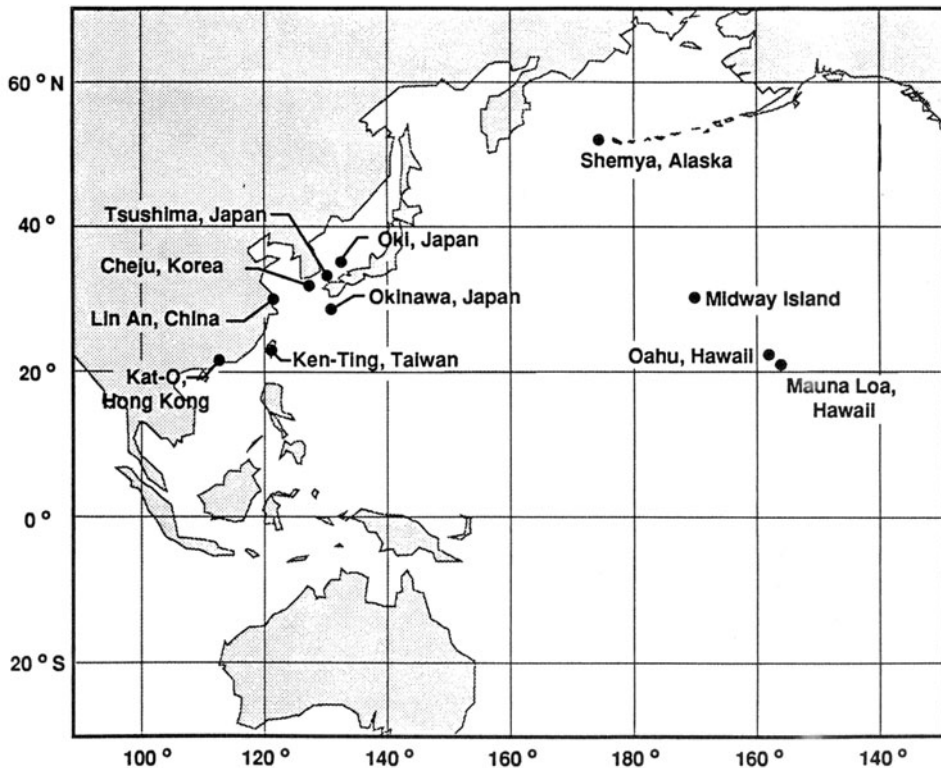 60 ° N
Shemya, Alaska
Tsushima, Japan
40 °
Oki, Japan
Cheju, Korea
Okinawa, Japan
Midway Island
Lin An, China
Oahu, Hawaii
Ken-Ting, Taiwan
20 °
Kat-O,
Hong Kong
Mauna Loa,
Hawaii
0 °
20 ° S
100 ° 120 ° 140 ° 160 ° 180 ° 160 ° 140 °